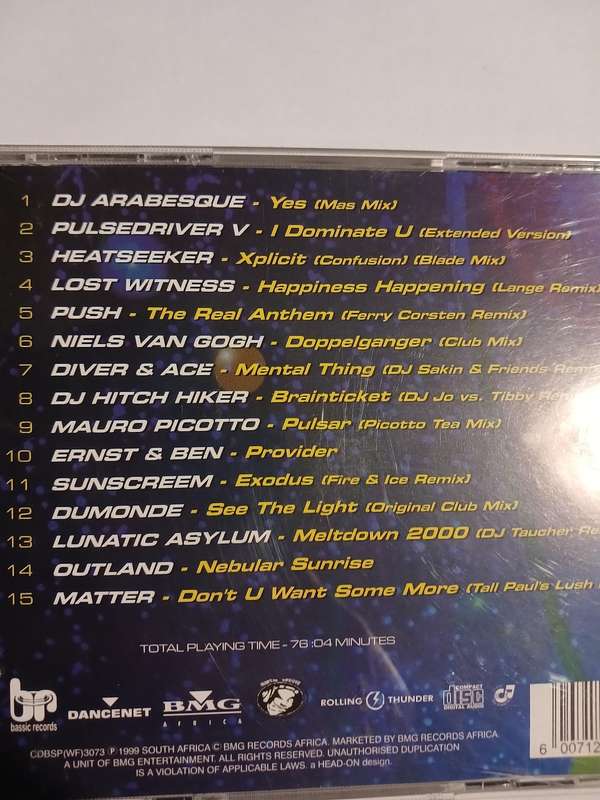 1 DJ ARABESQUE - Yes (Mas Mix)
2 PULSEDRIVER V - I Dominate U (Extended Version)
3 HEATSEEKER - Xplicit (Confusion) (Blade Mix)
4 LOST WITNESS - Happiness Happening (Lange Remix)
5 PUSH - The Real Anthem (Ferry Corsten Remix)
6 NIELS VAN GOGH - Doppelganger (Club Mix)
7 DIVER & ACE - Mental Thing (DJ Sakin & Friends Remi
8 DJ HITCH HIKER - Brainticket (DJ Jo vs. Tibby Re
9 MAURO PICOTTO - Pulsar (Picotto Tea Mix)
10 ERNST & BEN - Provider
11 SUNSCREEM - Exodus (Fire & Ice Remix)
12 DUMONDE - See The Light (Original Club Mix)
13 LUNATIC ASYLUM - Meltdown 2000 (DJ Taucher Re
14 OUTLAND - Nebular Sunrise
15 MATTER - Don't U Want Some More (Tall Paul's Lush
TOTAL PLAYING TIME - 76 :04 MINUTES
br bassic records DANCENET BMG AFRICA ROLLING THUNDER COMPACT disc DIGITAL AUDIO
CDBSP(WF)3073 ℗ 1999 SOUTH AFRICA © BMG RECORDS AFRICA. MARKETED BY BMG RECORDS AFRICA
A UNIT OF BMG ENTERTAINMENT. ALL RIGHTS RESERVED. UNAUTHORISED DUPLICATION
IS A VIOLATION OF APPLICABLE LAWS. a HEAD-ON design.
6 00712